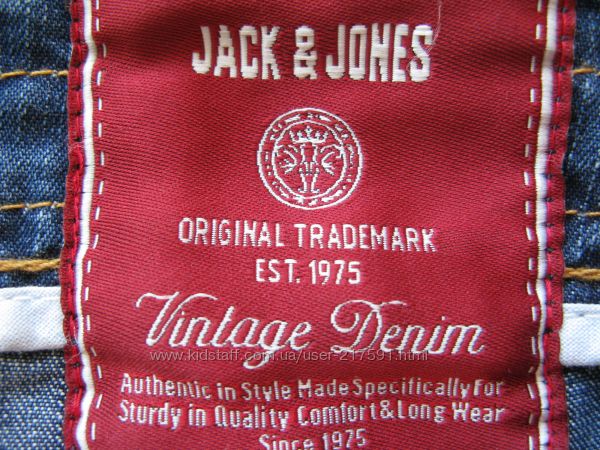 JACK & JONES
ORIGINAL TRADEMARK
EST. 1975
Vintage Denim
www.kidstaff.com.ua/user-217591.html
Authentic in Style Made Specifically For
Sturdy in Quality Comfort & Long Wear
Since 1975